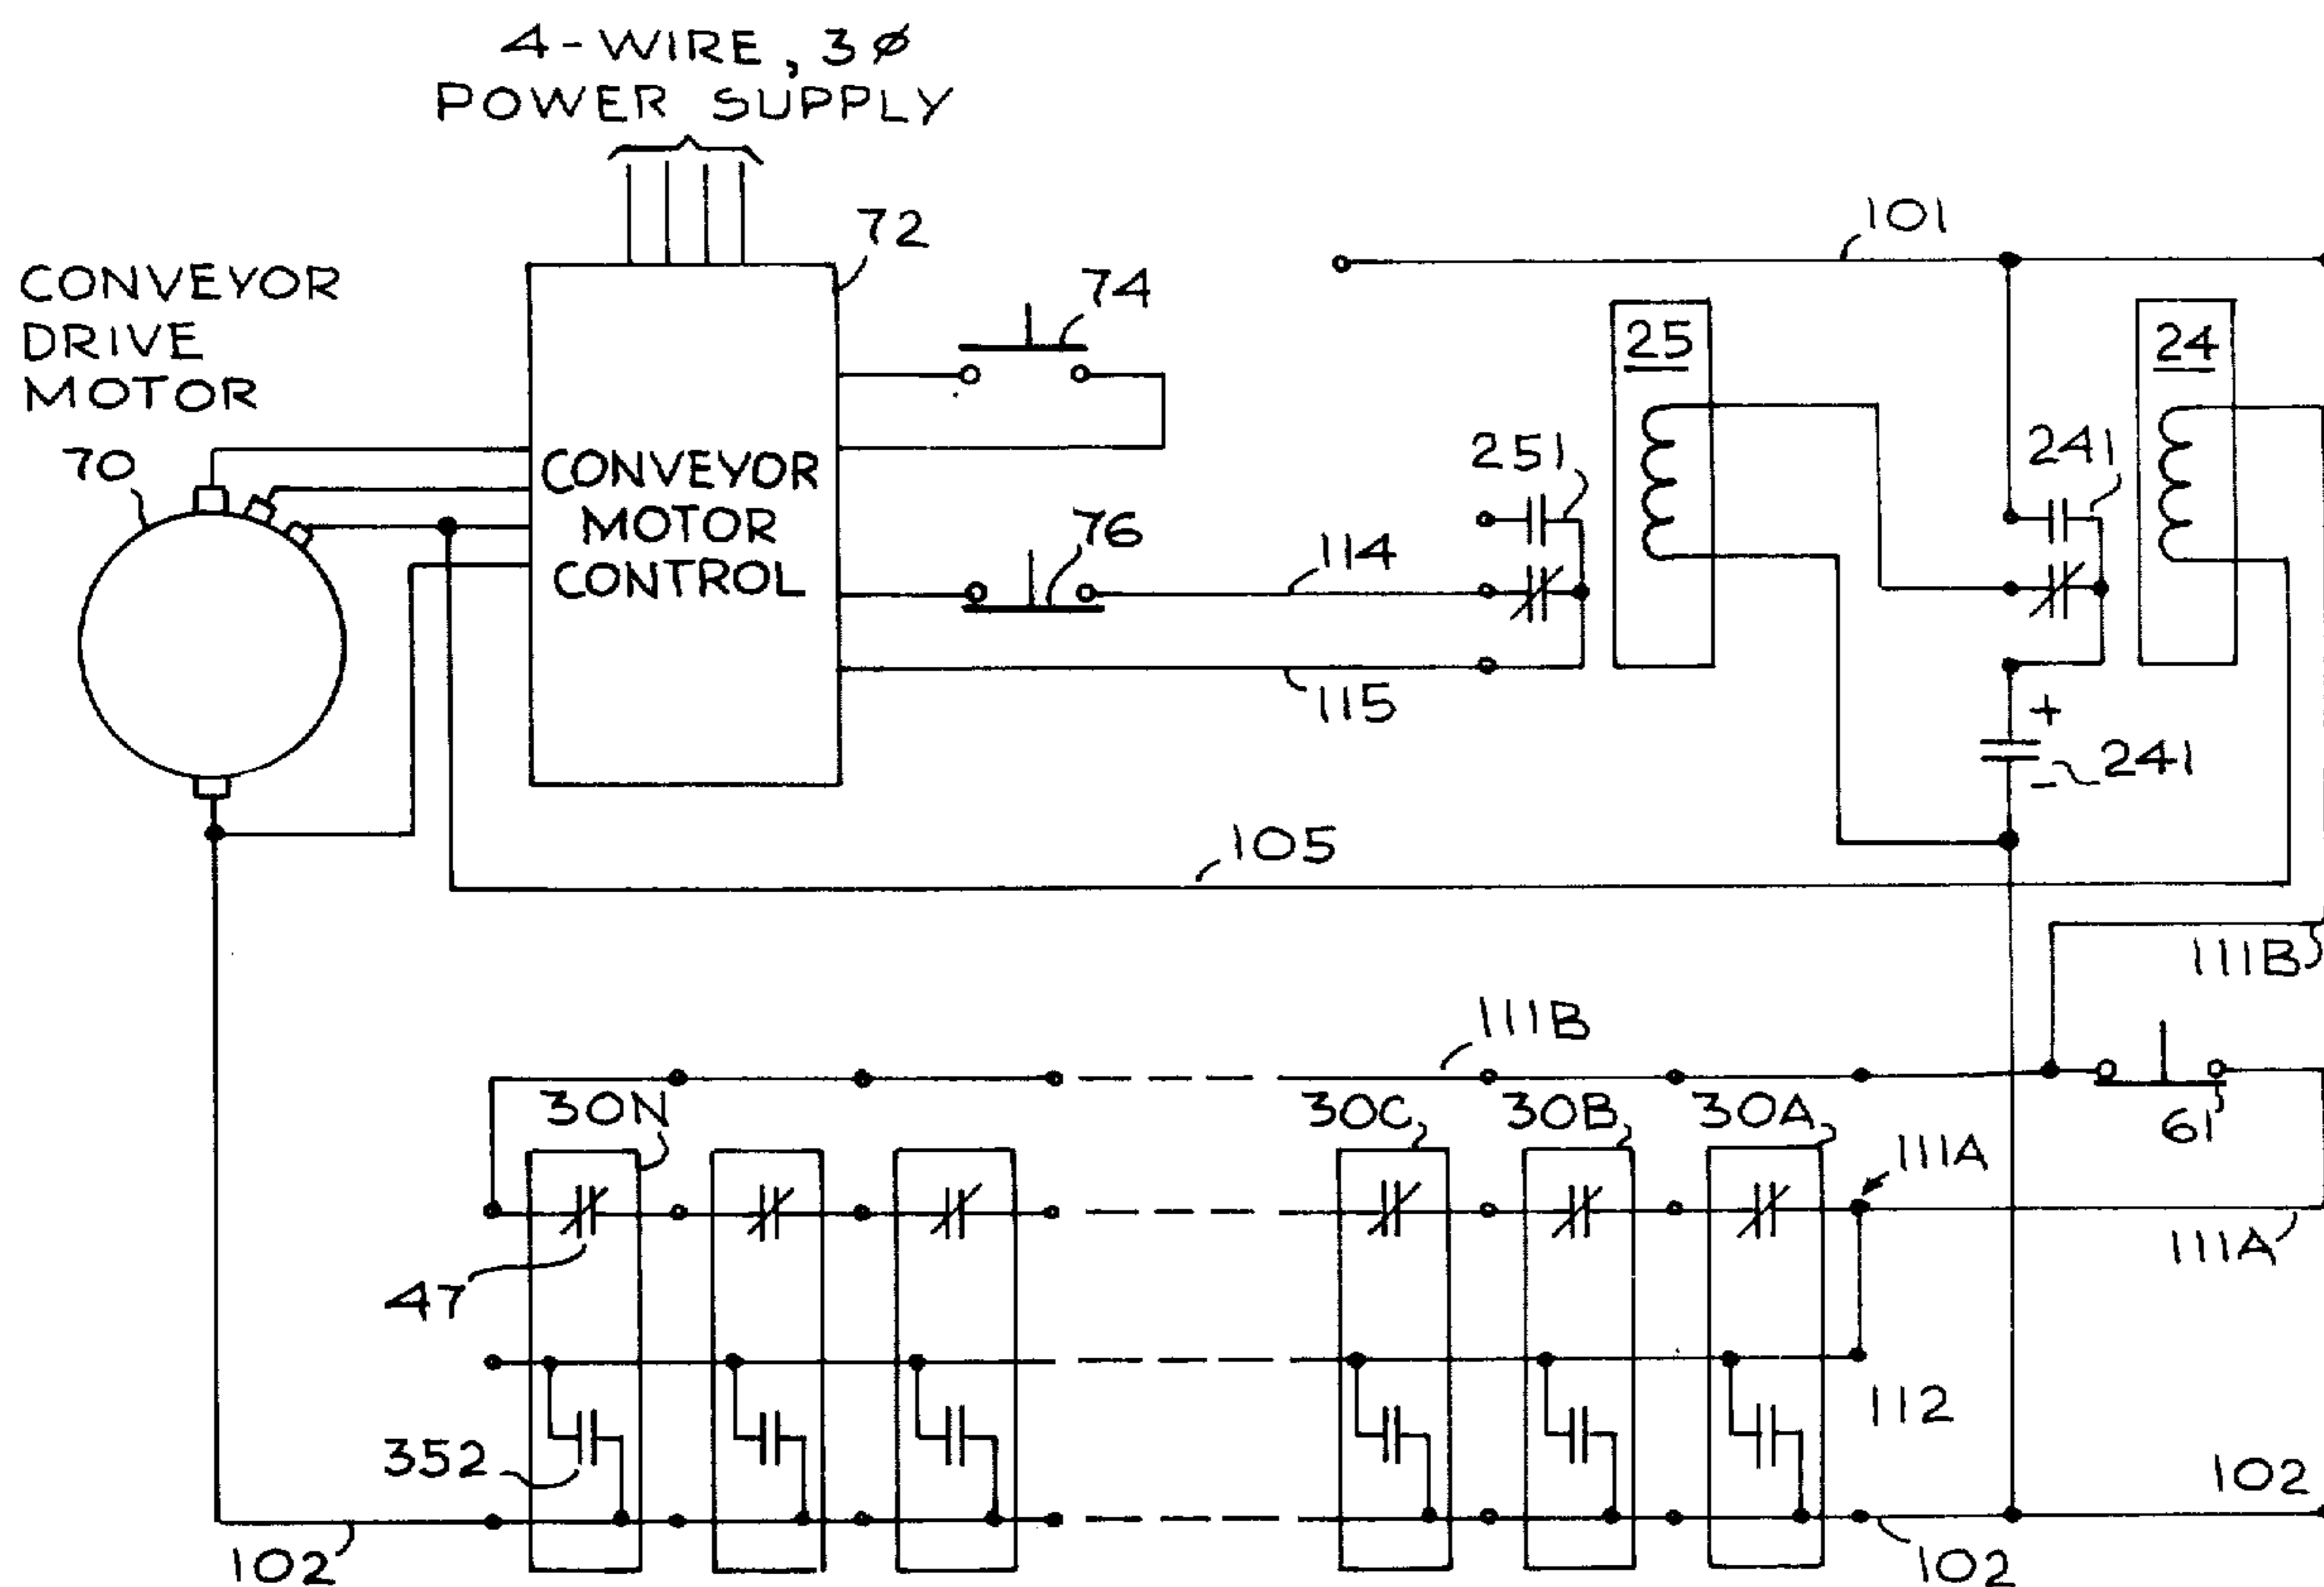 4-WIRE, 3Ø
POWER SUPPLY
CONVEYOR
DRIVE
MOTOR
70
72
74
101
25
24
CONVEYOR
MOTOR
CONTROL
251
241
76
114
115
+
241
-
105
111B
111B
61
30N
30C
30B
30A
111A
111A
47
112
352
102
102
102